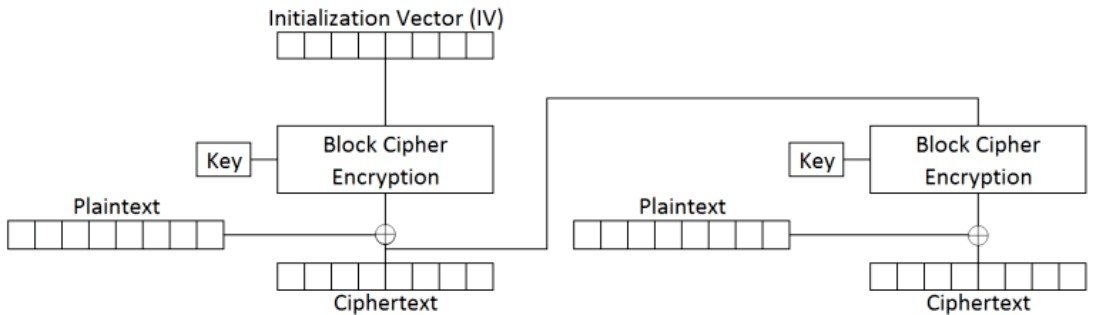 Initialization Vector (IV)
Key
Block Cipher
Encryption
Plaintext
Ciphertext
Key
Block Cipher
Encryption
Plaintext
Ciphertext